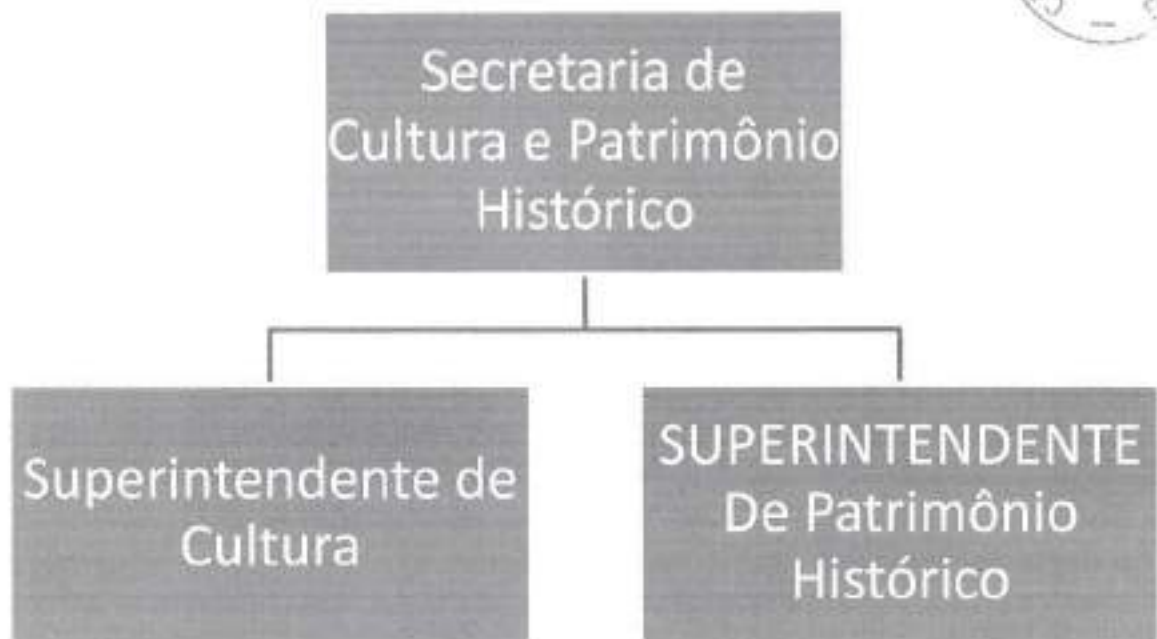 Secretaria de
Cultura e Patrimônio
Histórico
Superintendente de
Cultura
SUPERINTENDENTE
De Patrimônio
Histórico